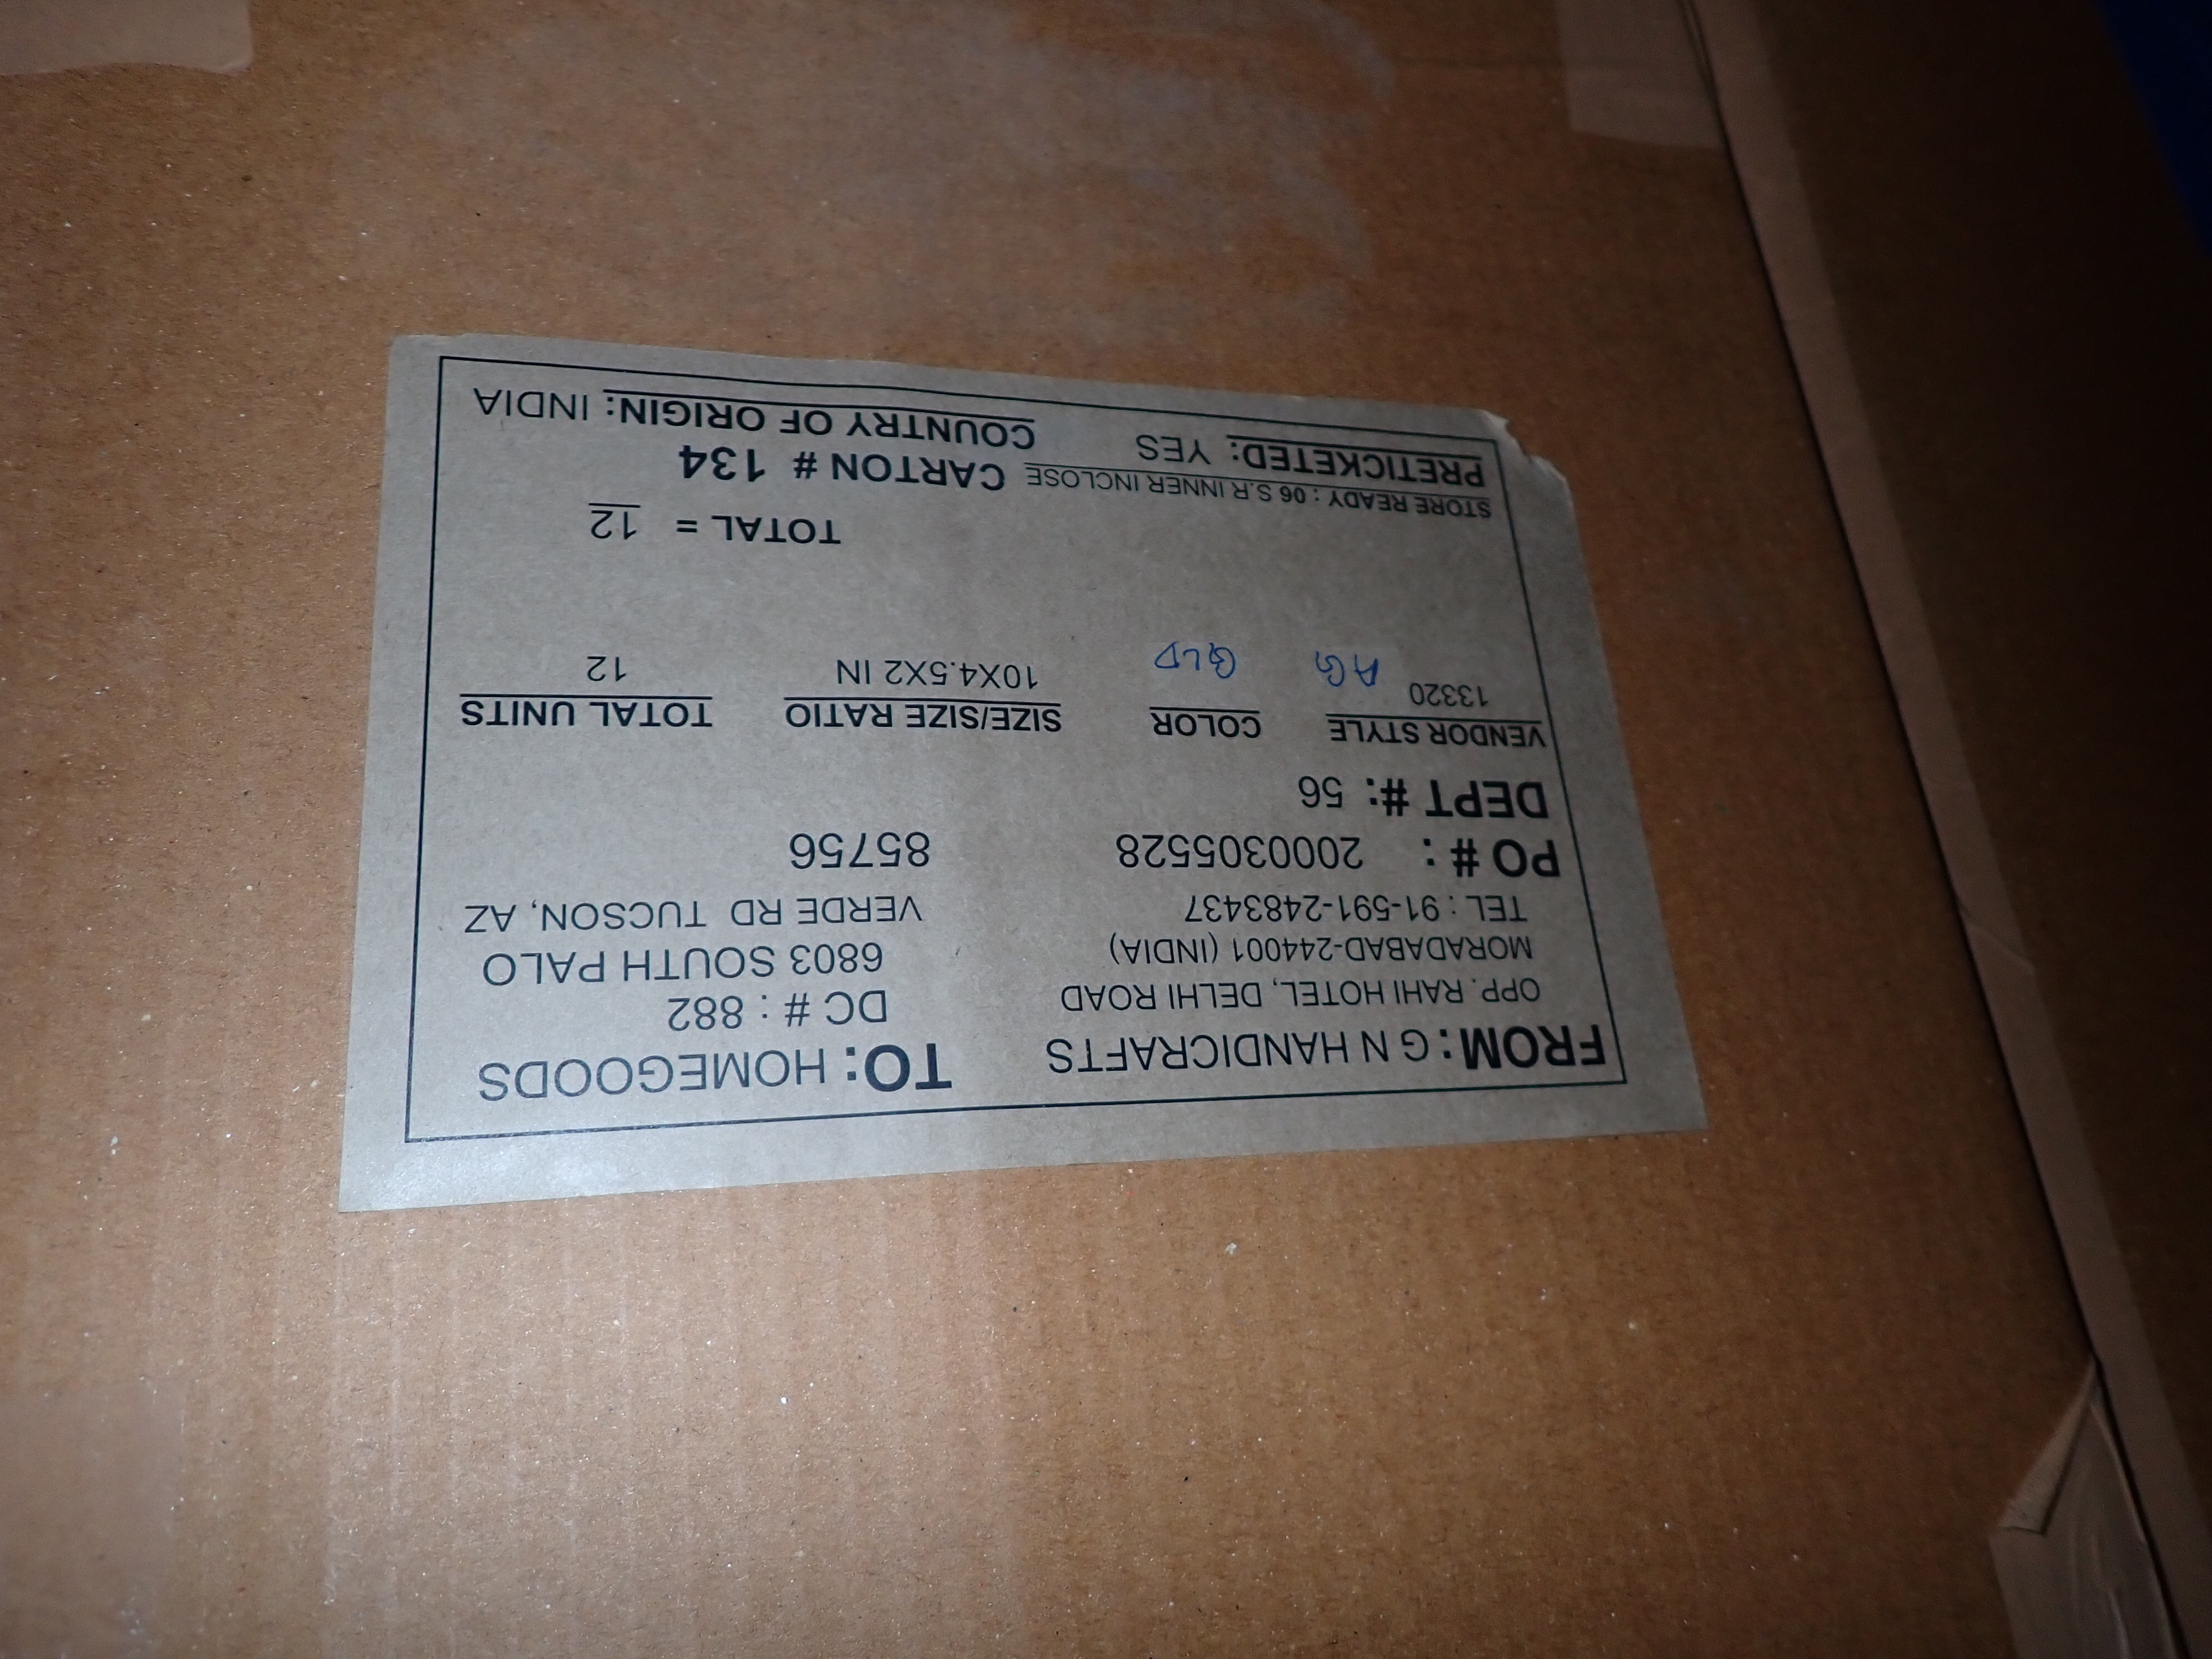 FROM: G N HANDICRAFTS
OPP. RAHI HOTEL, DELHI ROAD
MORADABAD-244001 (INDIA)
TEL : 91-591-2483437
TO: HOMEGOODS
DC # : 882
6803 SOUTH PALO
VERDE RD TUCSON, AZ
85756
PO # : 2000305528
DEPT #: 56
VENDOR STYLE COLOR SIZE/SIZE RATIO TOTAL UNITS
13320 10X4.5X2 IN 12
AG GLD
TOTAL = 12
STORE READY : 06 S.R INNER INCLOSE CARTON # 134
PRETICKETED: YES COUNTRY OF ORIGIN: INDIA